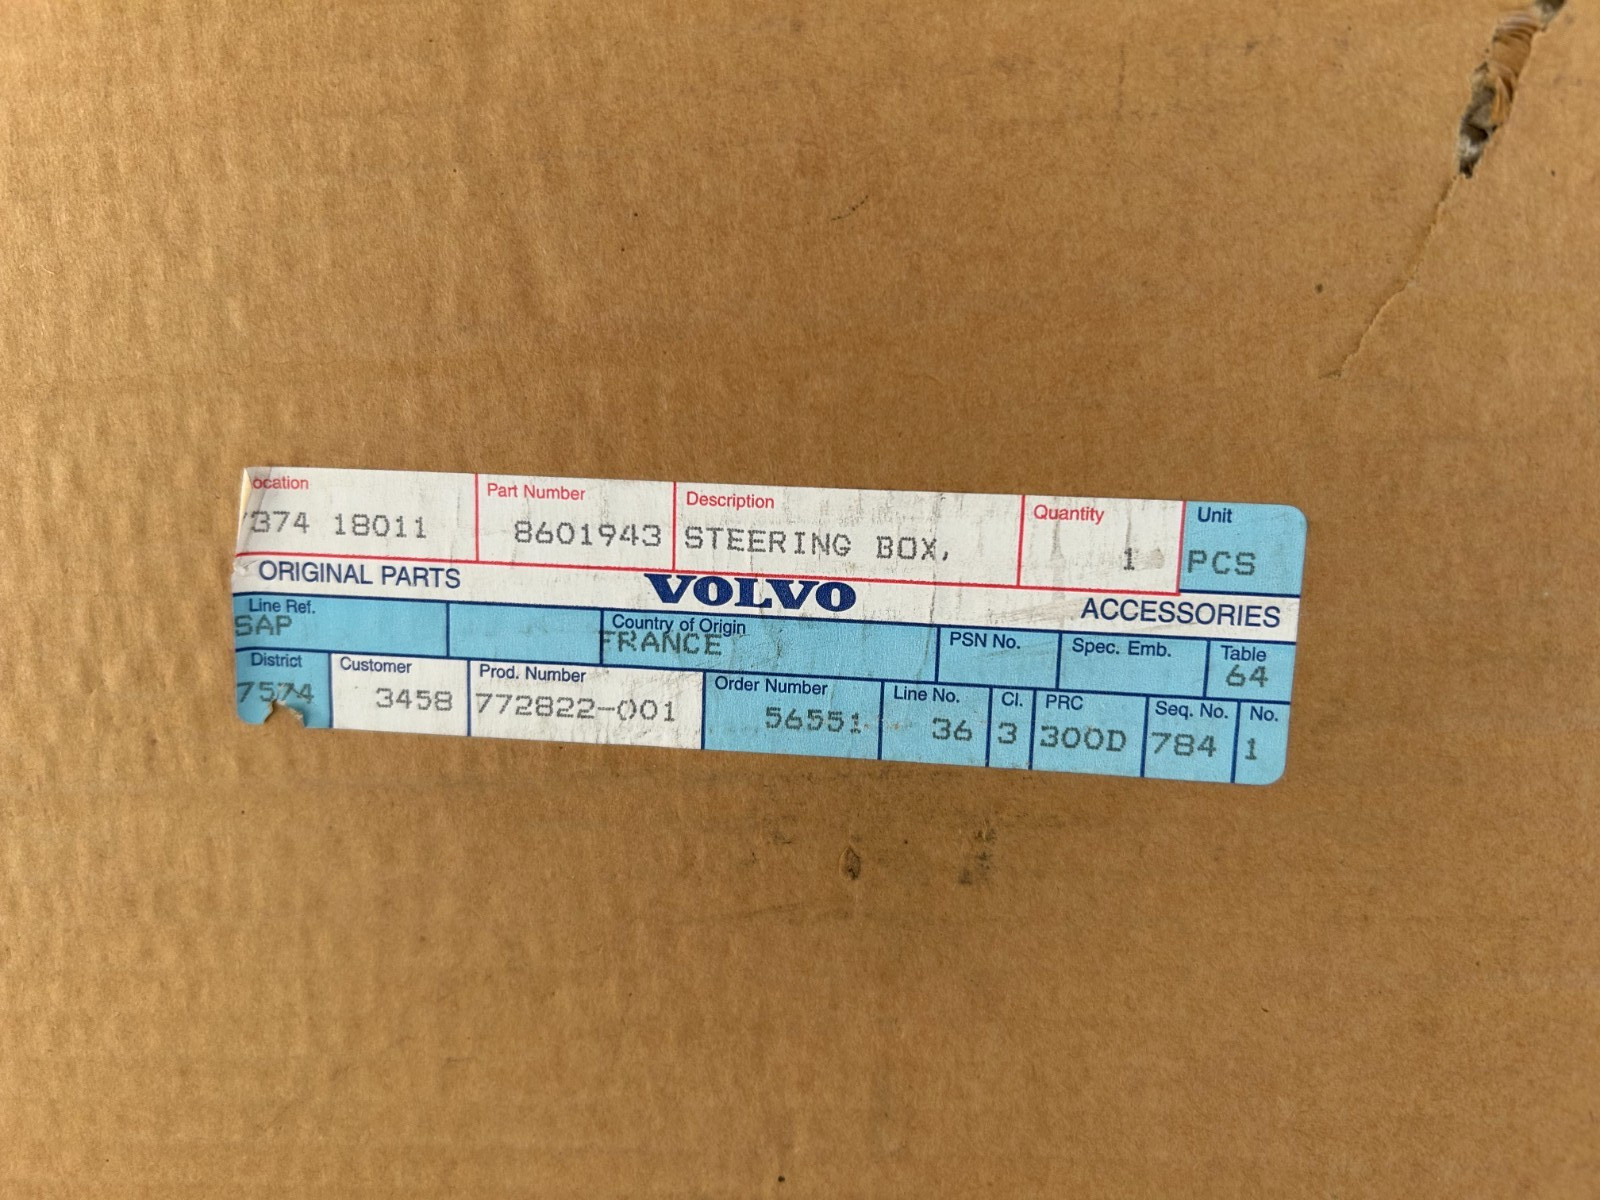 ocation Part Number Description Quantity Unit
374 18011 8601943 STEERING BOX, 1 PCS
ORIGINAL PARTS VOLVO ACCESSORIES
Line Ref. Country of Origin PSN No. Spec. Emb. Table
SAP FRANCE 64
District Customer Prod. Number Order Number Line No. Cl. PRC Seq. No. No.
7574 3458 772822-001 56551 36 3 300D 784 1